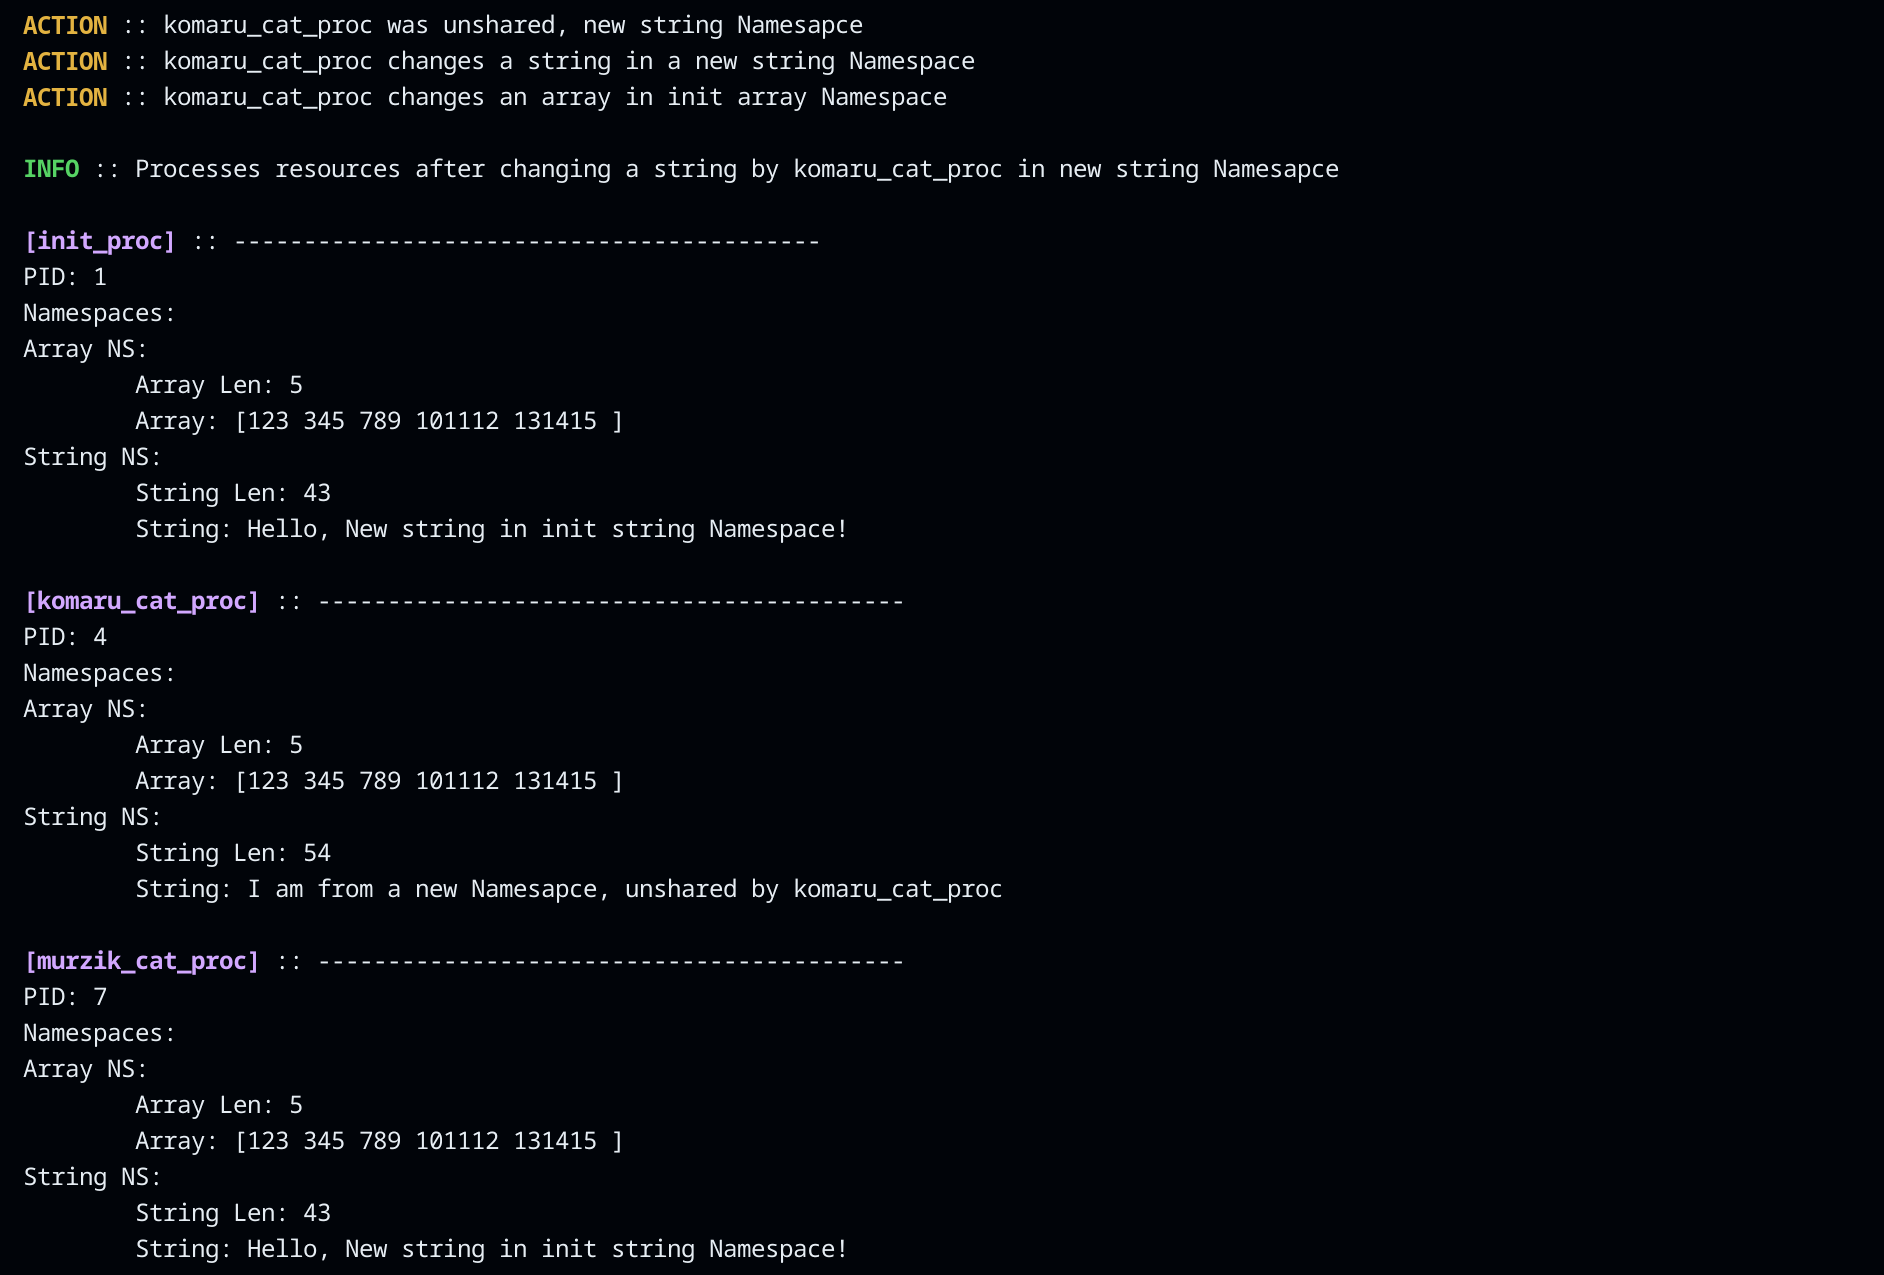 ACTION :: komaru_cat_proc was unshared, new string Namesapce
ACTION :: komaru_cat_proc changes a string in a new string Namespace
ACTION :: komaru_cat_proc changes an array in init array Namespace

INFO :: Processes resources after changing a string by komaru_cat_proc in new string Namesapce

[init_proc] :: ------------------------------------------
PID: 1
Namespaces:
Array NS:
        Array Len: 5
        Array: [123 345 789 101112 131415 ]
String NS:
        String Len: 43
        String: Hello, New string in init string Namespace!

[komaru_cat_proc] :: ------------------------------------------
PID: 4
Namespaces:
Array NS:
        Array Len: 5
        Array: [123 345 789 101112 131415 ]
String NS:
        String Len: 54
        String: I am from a new Namesapce, unshared by komaru_cat_proc

[murzik_cat_proc] :: ------------------------------------------
PID: 7
Namespaces:
Array NS:
        Array Len: 5
        Array: [123 345 789 101112 131415 ]
String NS:
        String Len: 43
        String: Hello, New string in init string Namespace!